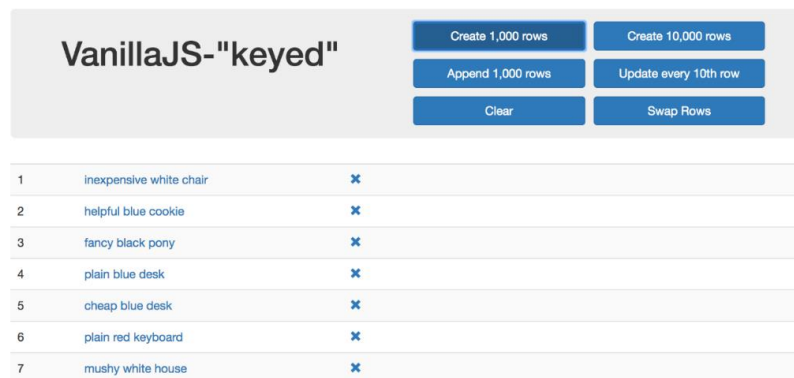 VanillaJS-"keyed"
Create 1,000 rows
Create 10,000 rows
Append 1,000 rows
Update every 10th row
Clear
Swap Rows
1 inexpensive white chair
2 helpful blue cookie
3 fancy black pony
4 plain blue desk
5 cheap blue desk
6 plain red keyboard
7 mushy white house